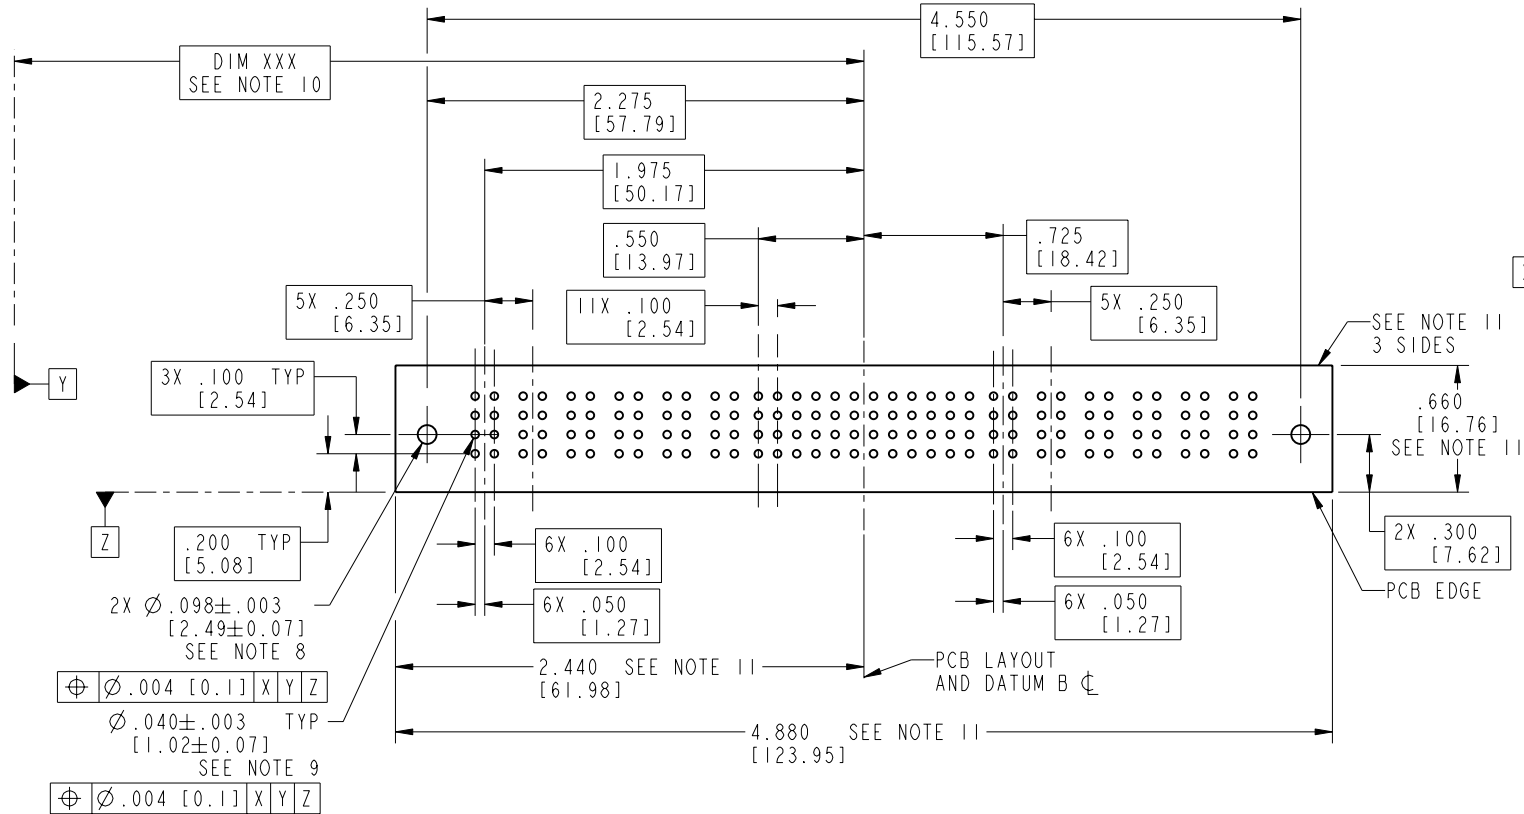 4.550
[115.57]
DIM XXX
SEE NOTE 10
2.275
[57.79]
1.975
[50.17]
.550
[13.97]
.725
[18.42]
5X .250
[6.35]
11X .100
[2.54]
5X .250
[6.35]
SEE NOTE 11
3 SIDES
Y
3X .100 TYP
[2.54]
.660
[16.76]
SEE NOTE 11
Z
.200 TYP
[5.08]
6X .100
[2.54]
6X .100
[2.54]
2X .300
[7.62]
2X Ø.098±.003
[2.49±0.07]
SEE NOTE 8
6X .050
[1.27]
6X .050
[1.27]
PCB EDGE
⌖ Ø.004 [0.1] X Y Z
2.440 SEE NOTE 11
[61.98]
PCB LAYOUT
AND DATUM B ℄
Ø.040±.003 TYP
[1.02±0.07]
SEE NOTE 9
4.880 SEE NOTE 11
[123.95]
⌖ Ø.004 [0.1] X Y Z